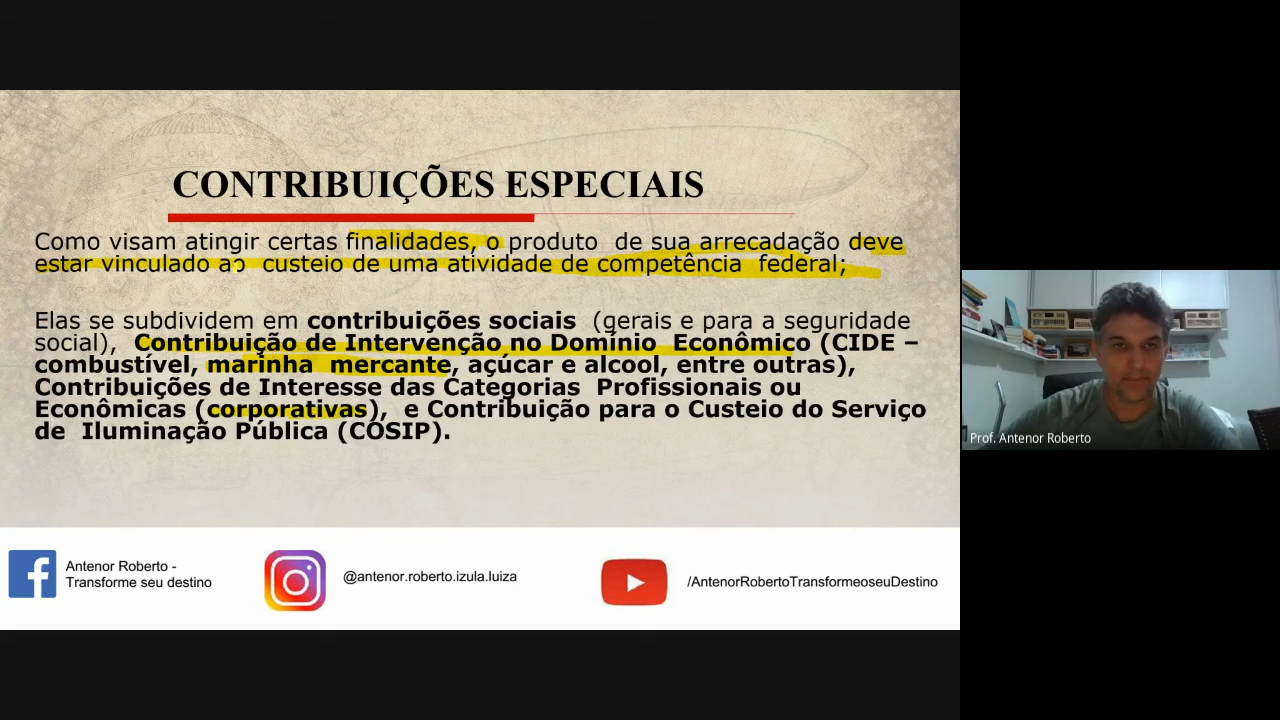 CONTRIBUIÇÕES ESPECIAIS
Como visam atingir certas finalidades, o produto de sua arrecadação deve
estar vinculado ao custeio de uma atividade de competência federal;
Elas se subdividem em contribuições sociais (gerais e para a seguridade
social), Contribuição de Intervenção no Domínio Econômico (CIDE –
combustível, marinha mercante, açúcar e alcool, entre outras),
Contribuições de Interesse das Categorias Profissionais ou
Econômicas (corporativas), e Contribuição para o Custeio do Serviço
de Iluminação Pública (COSIP).
Antenor Roberto -
Transforme seu destino
@antenor.roberto.izula.luiza
/AntenorRobertoTransformeoseuDestino
Prof. Antenor Roberto